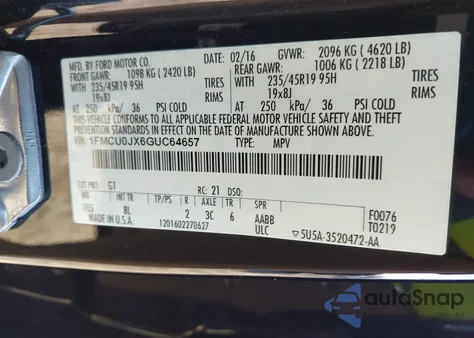 MFD. BY FORD MOTOR CO. DATE: 02/16 GVWR: 2096 KG ( 4620 LB)
FRONT GAWR: 1098 KG ( 2420 LB) REAR GAWR: 1006 KG ( 2218 LB)
235/45R19 95H TIRES 235/45R19 95H TIRES
19x8J RIMS 19x8J RIMS
AT 250 kPa/ 36 PSI COLD AT 250 kPa/ 36 PSI COLD
THIS VEHICLE CONFORMS TO ALL APPLICABLE FEDERAL MOTOR VEHICLE SAFETY AND BUMPER
STANDARDS IN EFFECT ON THE DATE OF MANUFACTURE SHOWN ABOVE.
VIN: 1FMCU0JX6GUC64657 TYPE: MPV
EXT PNT: G1 RC: 21 DSO:
WB INT TR TP/PS R AXLE TR SPR F0076
105 8L 2 3C 6 AABB T0219
MADE IN U.S.A. ULC
1201602270627 5U5A-3520472-AA
autoSnap